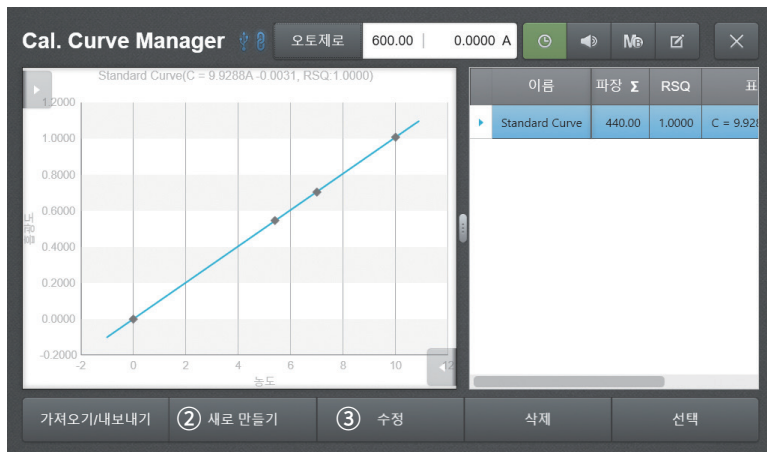 Cal. Curve Manager 오토제로 600.00 | 0.0000 A
Standard Curve(C = 9.9288A -0.0031, RSQ:1.0000)
1.2000
1.0000
0.8000
0.6000
0.4000
0.2000
0.0000
-0.2000
흡광도
-2 0 2 4 6 8 10 12
농도
이름 파장 Σ RSQ 표
Standard Curve 440.00 1.0000 C = 9.928
가져오기/내보내기 ② 새로 만들기 ③ 수정 삭제 선택